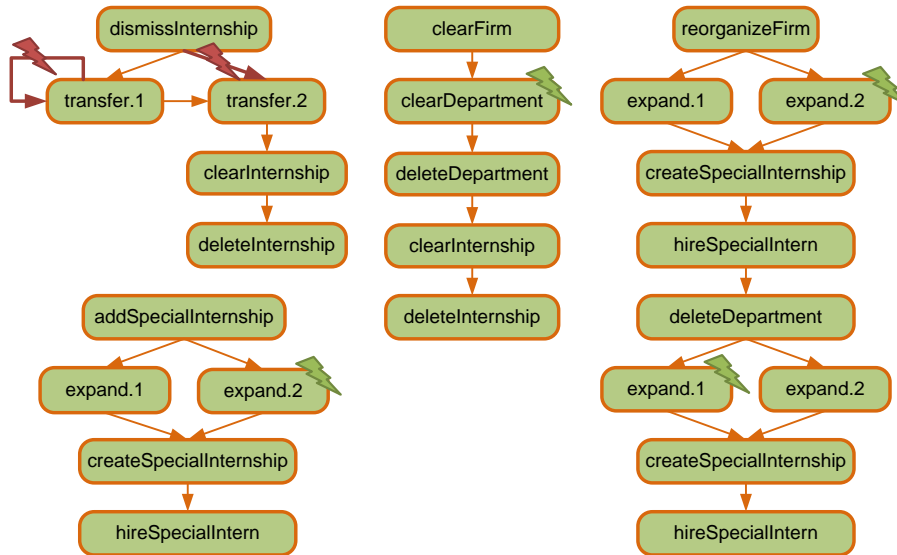 dismissInternship
transfer.1
transfer.2
clearInternship
deleteInternship
clearFirm
clearDepartment
deleteDepartment
clearInternship
deleteInternship
reorganizeFirm
expand.1
expand.2
createSpecialInternship
hireSpecialIntern
deleteDepartment
expand.1
expand.2
createSpecialInternship
hireSpecialIntern
addSpecialInternship
expand.1
expand.2
createSpecialInternship
hireSpecialIntern